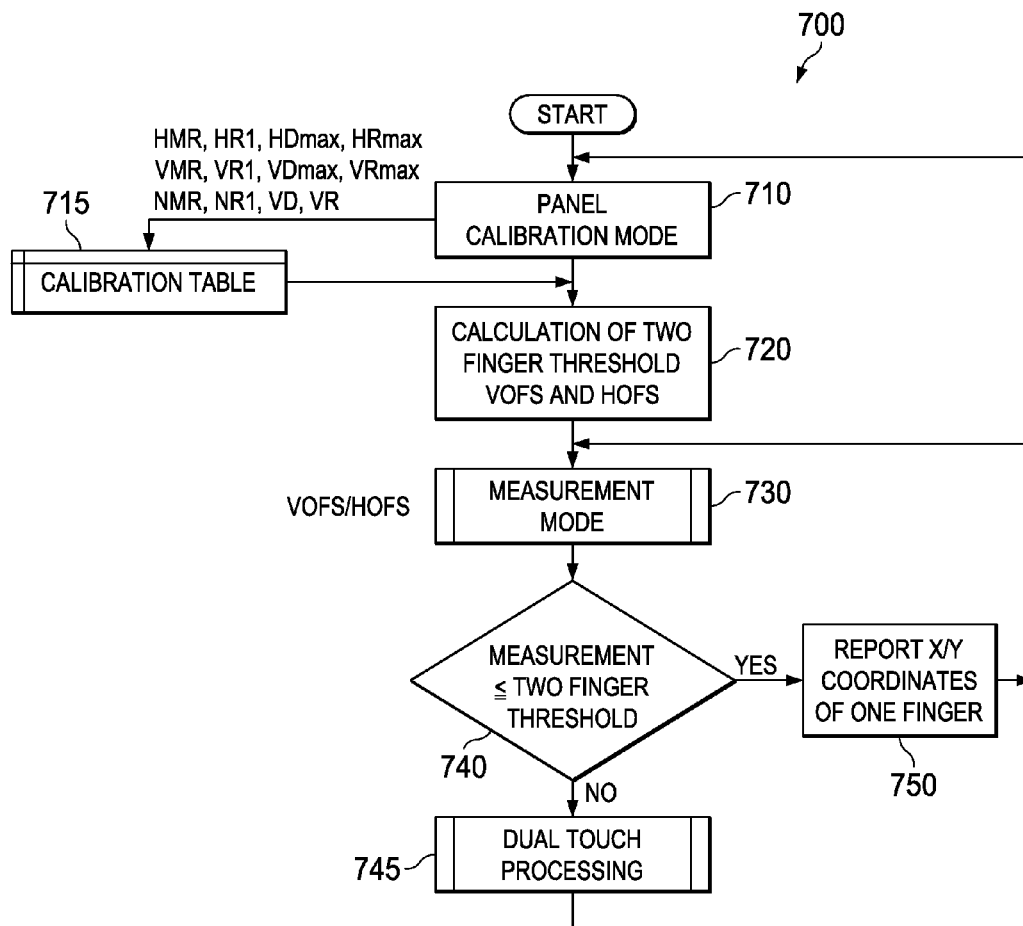 700
START
HMR, HR1, HDmax, HRmax
VMR, VR1, VDmax, VRmax
NMR, NR1, VD, VR
715
PANEL
CALIBRATION MODE
710
CALIBRATION TABLE
CALCULATION OF TWO
FINGER THRESHOLD
VOFS AND HOFS
720
VOFS/HOFS
MEASUREMENT
MODE
730
MEASUREMENT
≦ TWO FINGER
THRESHOLD
740
YES
REPORT X/Y
COORDINATES
OF ONE FINGER
750
NO
DUAL TOUCH
PROCESSING
745